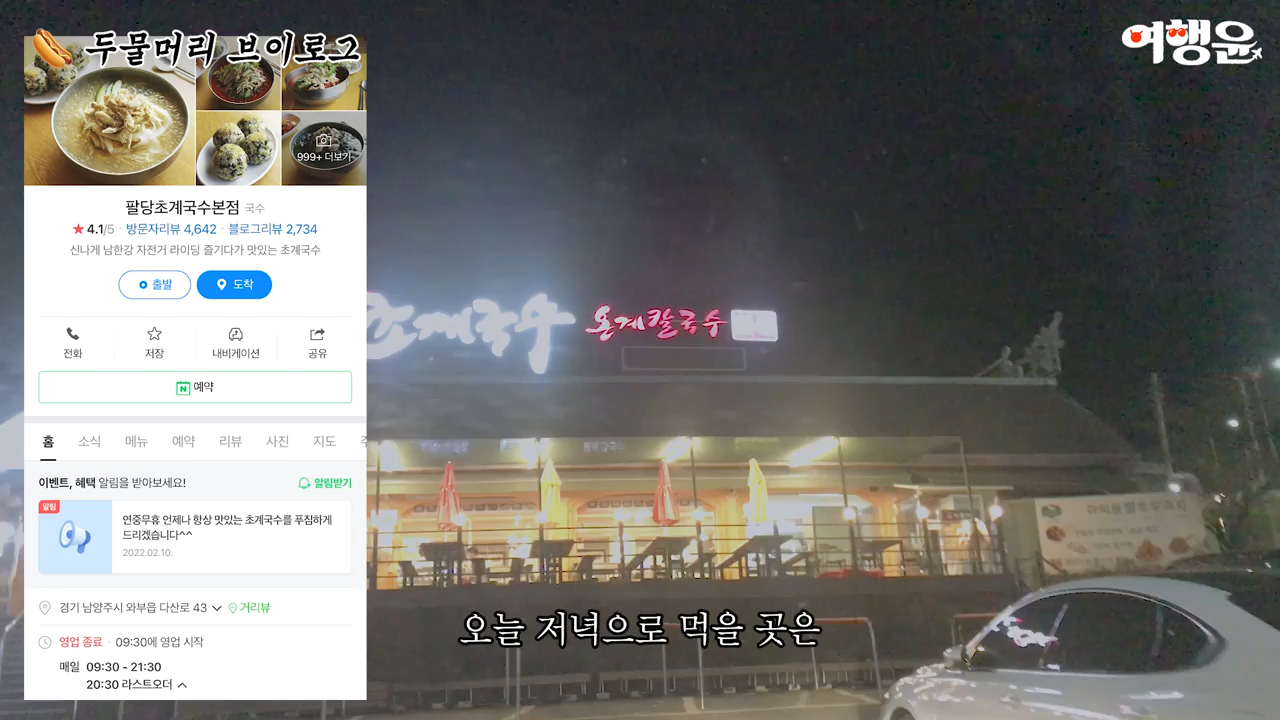 두물머리 브이로그
여행윤
999+ 더보기
팔당초계국수본점 국수
★ 4.1/5 · 방문자리뷰 4,642 · 블로그리뷰 2,734
신나게 남한강 자전거 라이딩 즐기다가 맛있는 초계국수
출발 도착
전화 저장 내비게이션 공유
N 예약
홈 소식 메뉴 예약 리뷰 사진 지도
이벤트, 혜택 알림을 받아보세요! 알림받기
알림
연중무휴 언제나 항상 맛있는 초계국수를 푸짐하게
드리겠습니다^^
2022.02.10.
경기 남양주시 와부읍 다산로 43 거리뷰
영업 종료 · 09:30에 영업 시작
매일 09:30 - 21:30
20:30 라스트오더
초계국수 온계칼국수
오늘 저녁으로 먹을 곳은